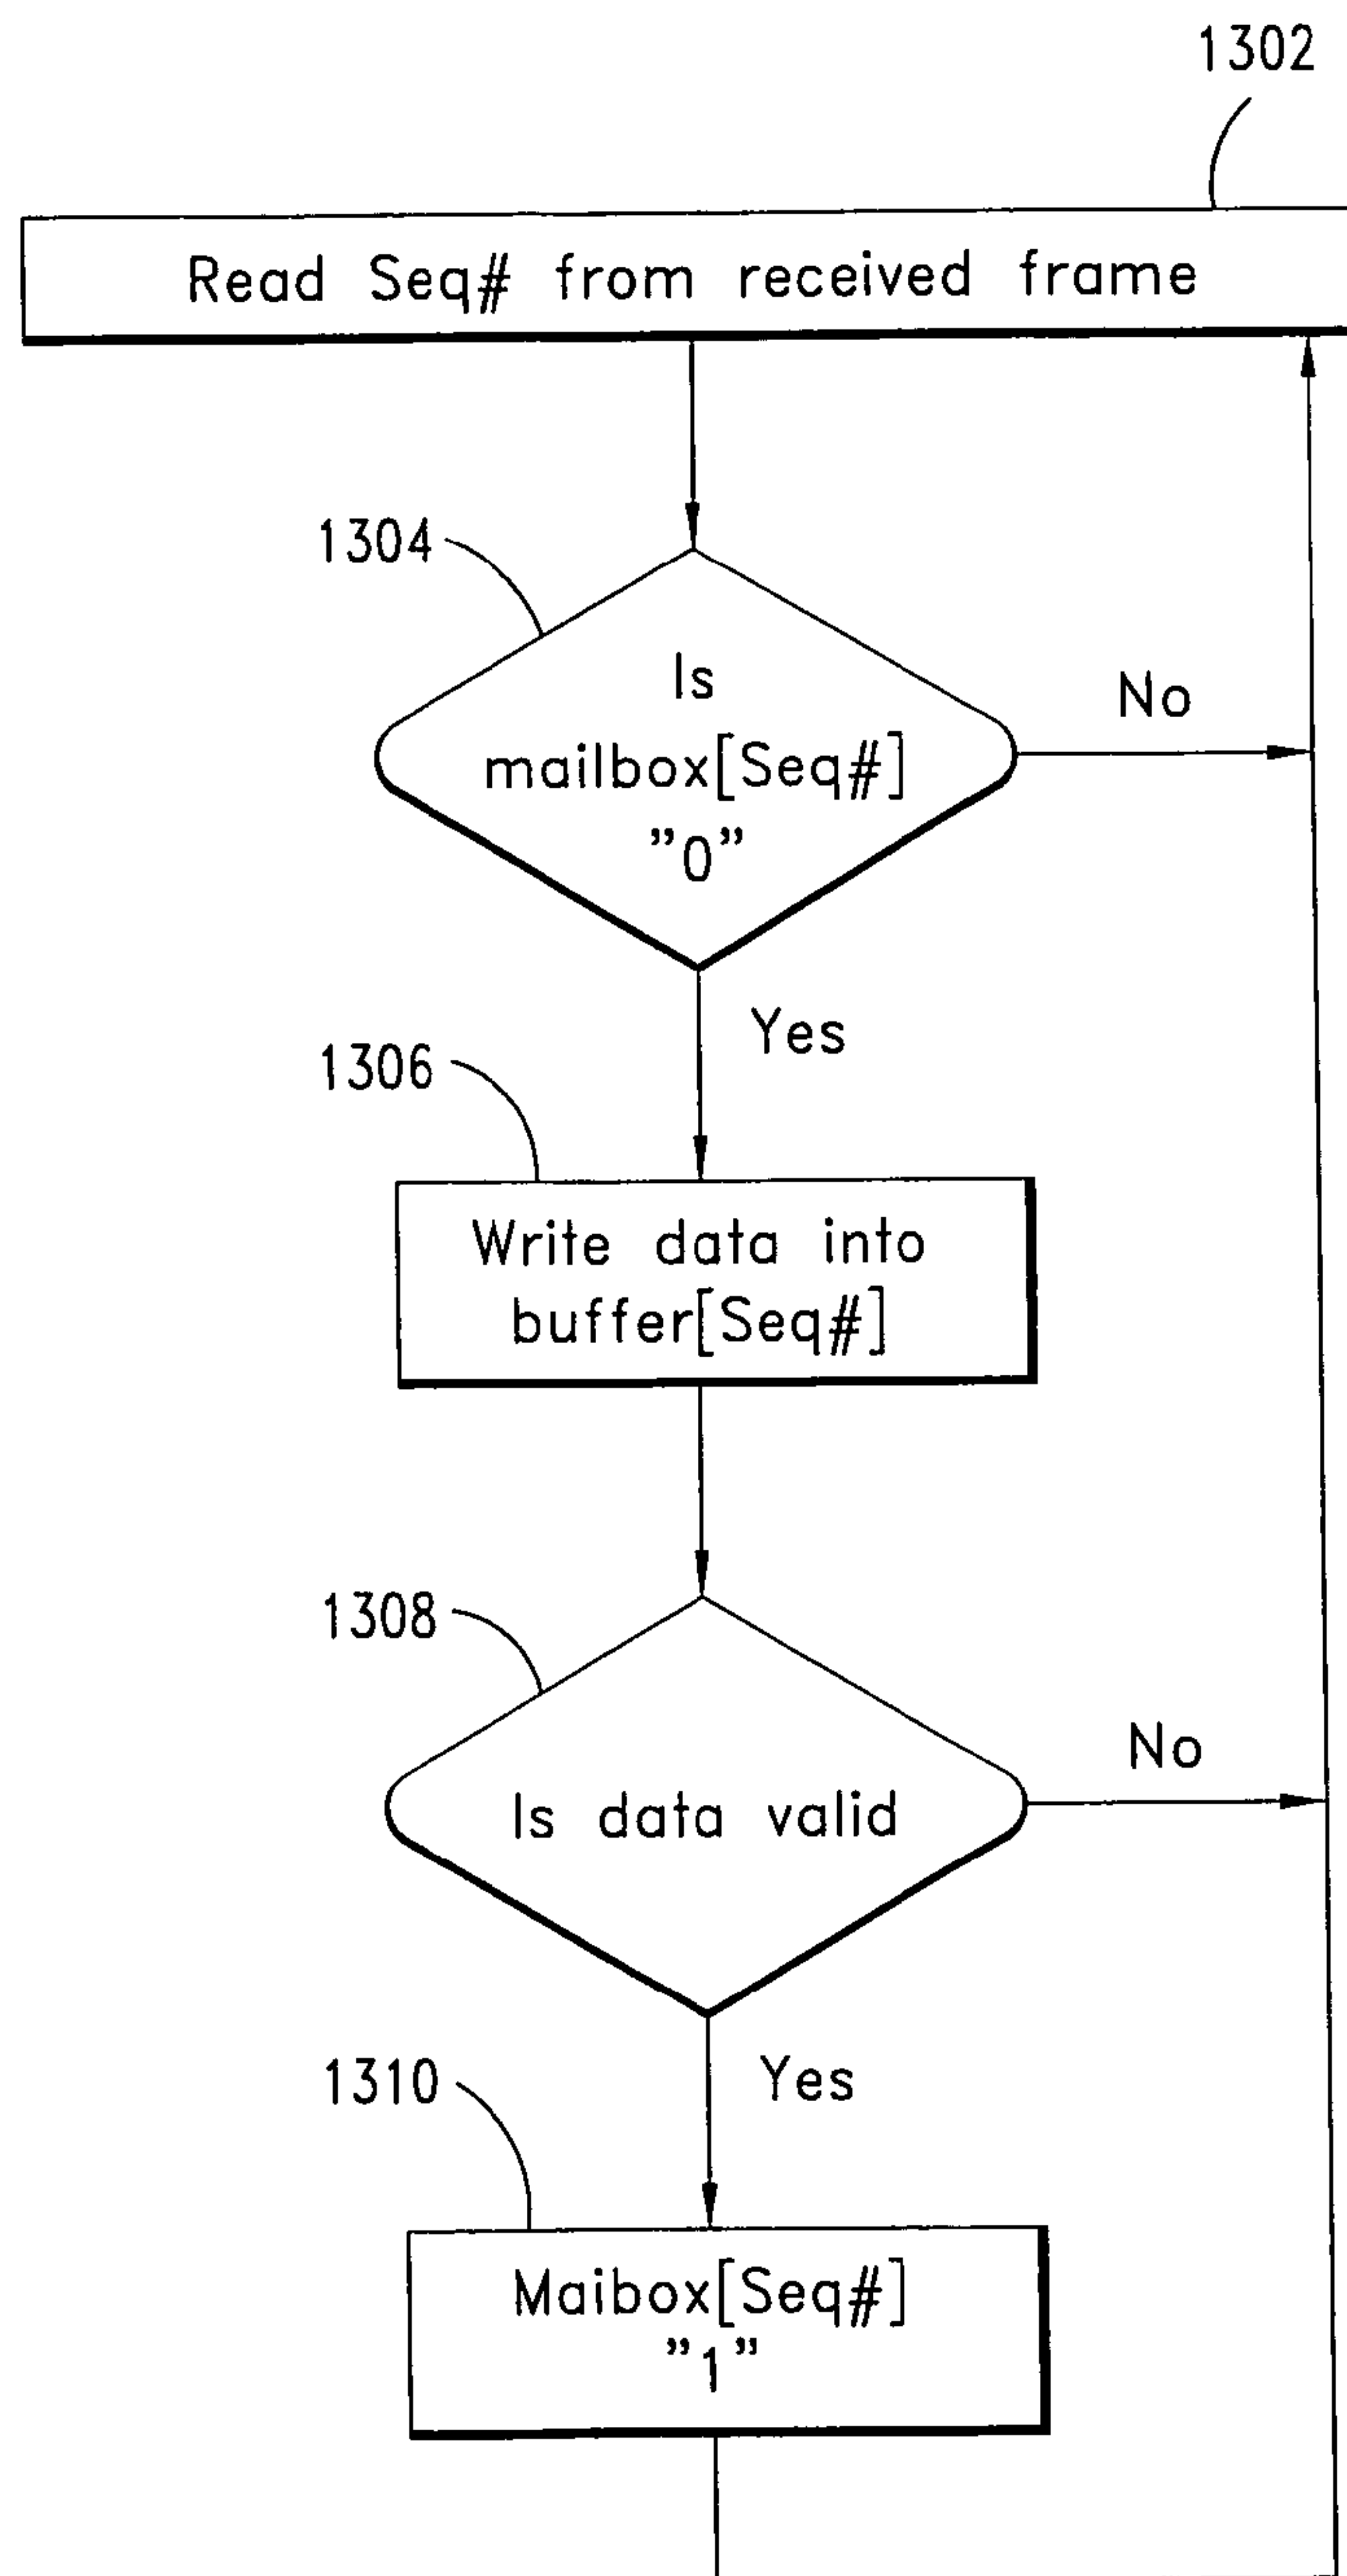 1302
Read Seq# from received frame
1304
Is
mailbox[Seq#]
"0"
No
Yes
1306
Write data into
buffer[Seq#]
1308
Is data valid
No
Yes
1310
Maibox[Seq#]
"1"